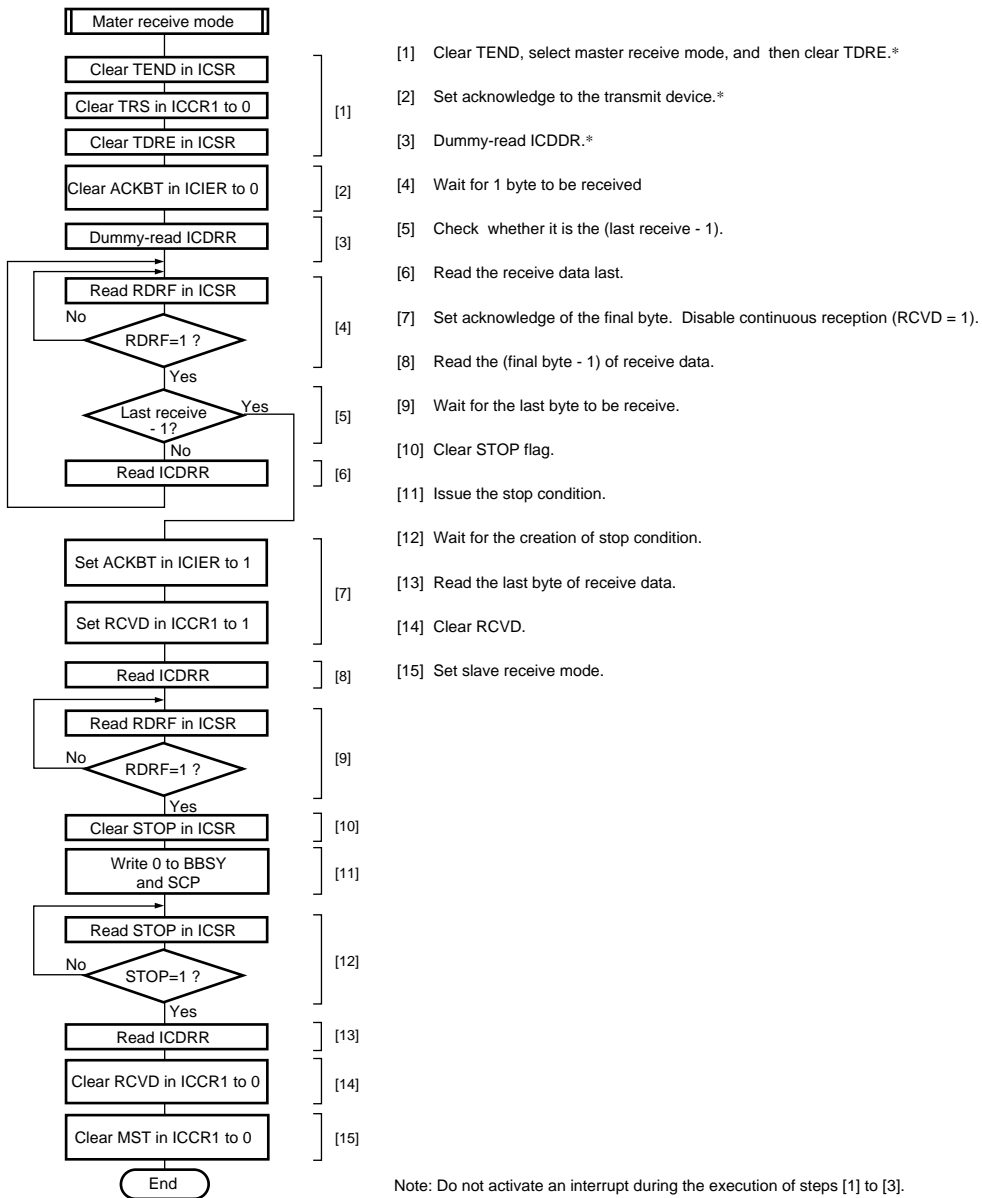 Mater receive mode
Clear TEND in ICSR
Clear TRS in ICCR1 to 0
[1]
Clear TDRE in ICSR
Clear ACKBT in ICIER to 0
[2]
Dummy-read ICDRR
[3]
Read RDRF in ICSR
No
RDRF=1 ?
[4]
Yes
Last receive
- 1?
Yes
[5]
No
Read ICDRR
[6]
Set ACKBT in ICIER to 1
[7]
Set RCVD in ICCR1 to 1
Read ICDRR
[8]
Read RDRF in ICSR
No
RDRF=1 ?
[9]
Yes
Clear STOP in ICSR
[10]
Write 0 to BBSY
and SCP
[11]
Read STOP in ICSR
No
STOP=1 ?
[12]
Yes
Read ICDRR
[13]
Clear RCVD in ICCR1 to 0
[14]
Clear MST in ICCR1 to 0
[15]
End
[1] Clear TEND, select master receive mode, and then clear TDRE.*
[2] Set acknowledge to the transmit device.*
[3] Dummy-read ICDDR.*
[4] Wait for 1 byte to be received
[5] Check whether it is the (last receive - 1).
[6] Read the receive data last.
[7] Set acknowledge of the final byte. Disable continuous reception (RCVD = 1).
[8] Read the (final byte - 1) of receive data.
[9] Wait for the last byte to be receive.
[10] Clear STOP flag.
[11] Issue the stop condition.
[12] Wait for the creation of stop condition.
[13] Read the last byte of receive data.
[14] Clear RCVD.
[15] Set slave receive mode.
Note: Do not activate an interrupt during the execution of steps [1] to [3].